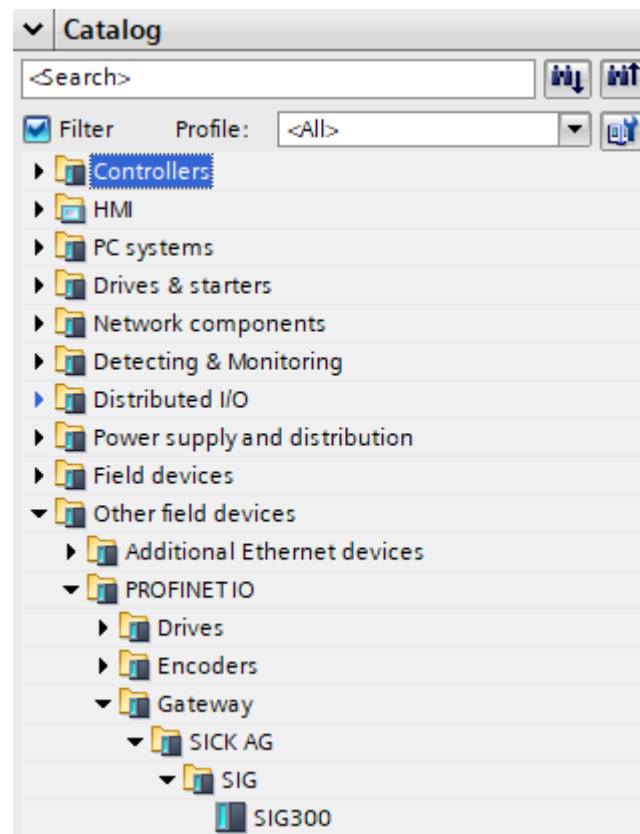 Catalog
<Search>
Filter Profile: <All>
Controllers
HMI
PC systems
Drives & starters
Network components
Detecting & Monitoring
Distributed I/O
Power supply and distribution
Field devices
Other field devices
Additional Ethernet devices
PROFINET IO
Drives
Encoders
Gateway
SICK AG
SIG
SIG300